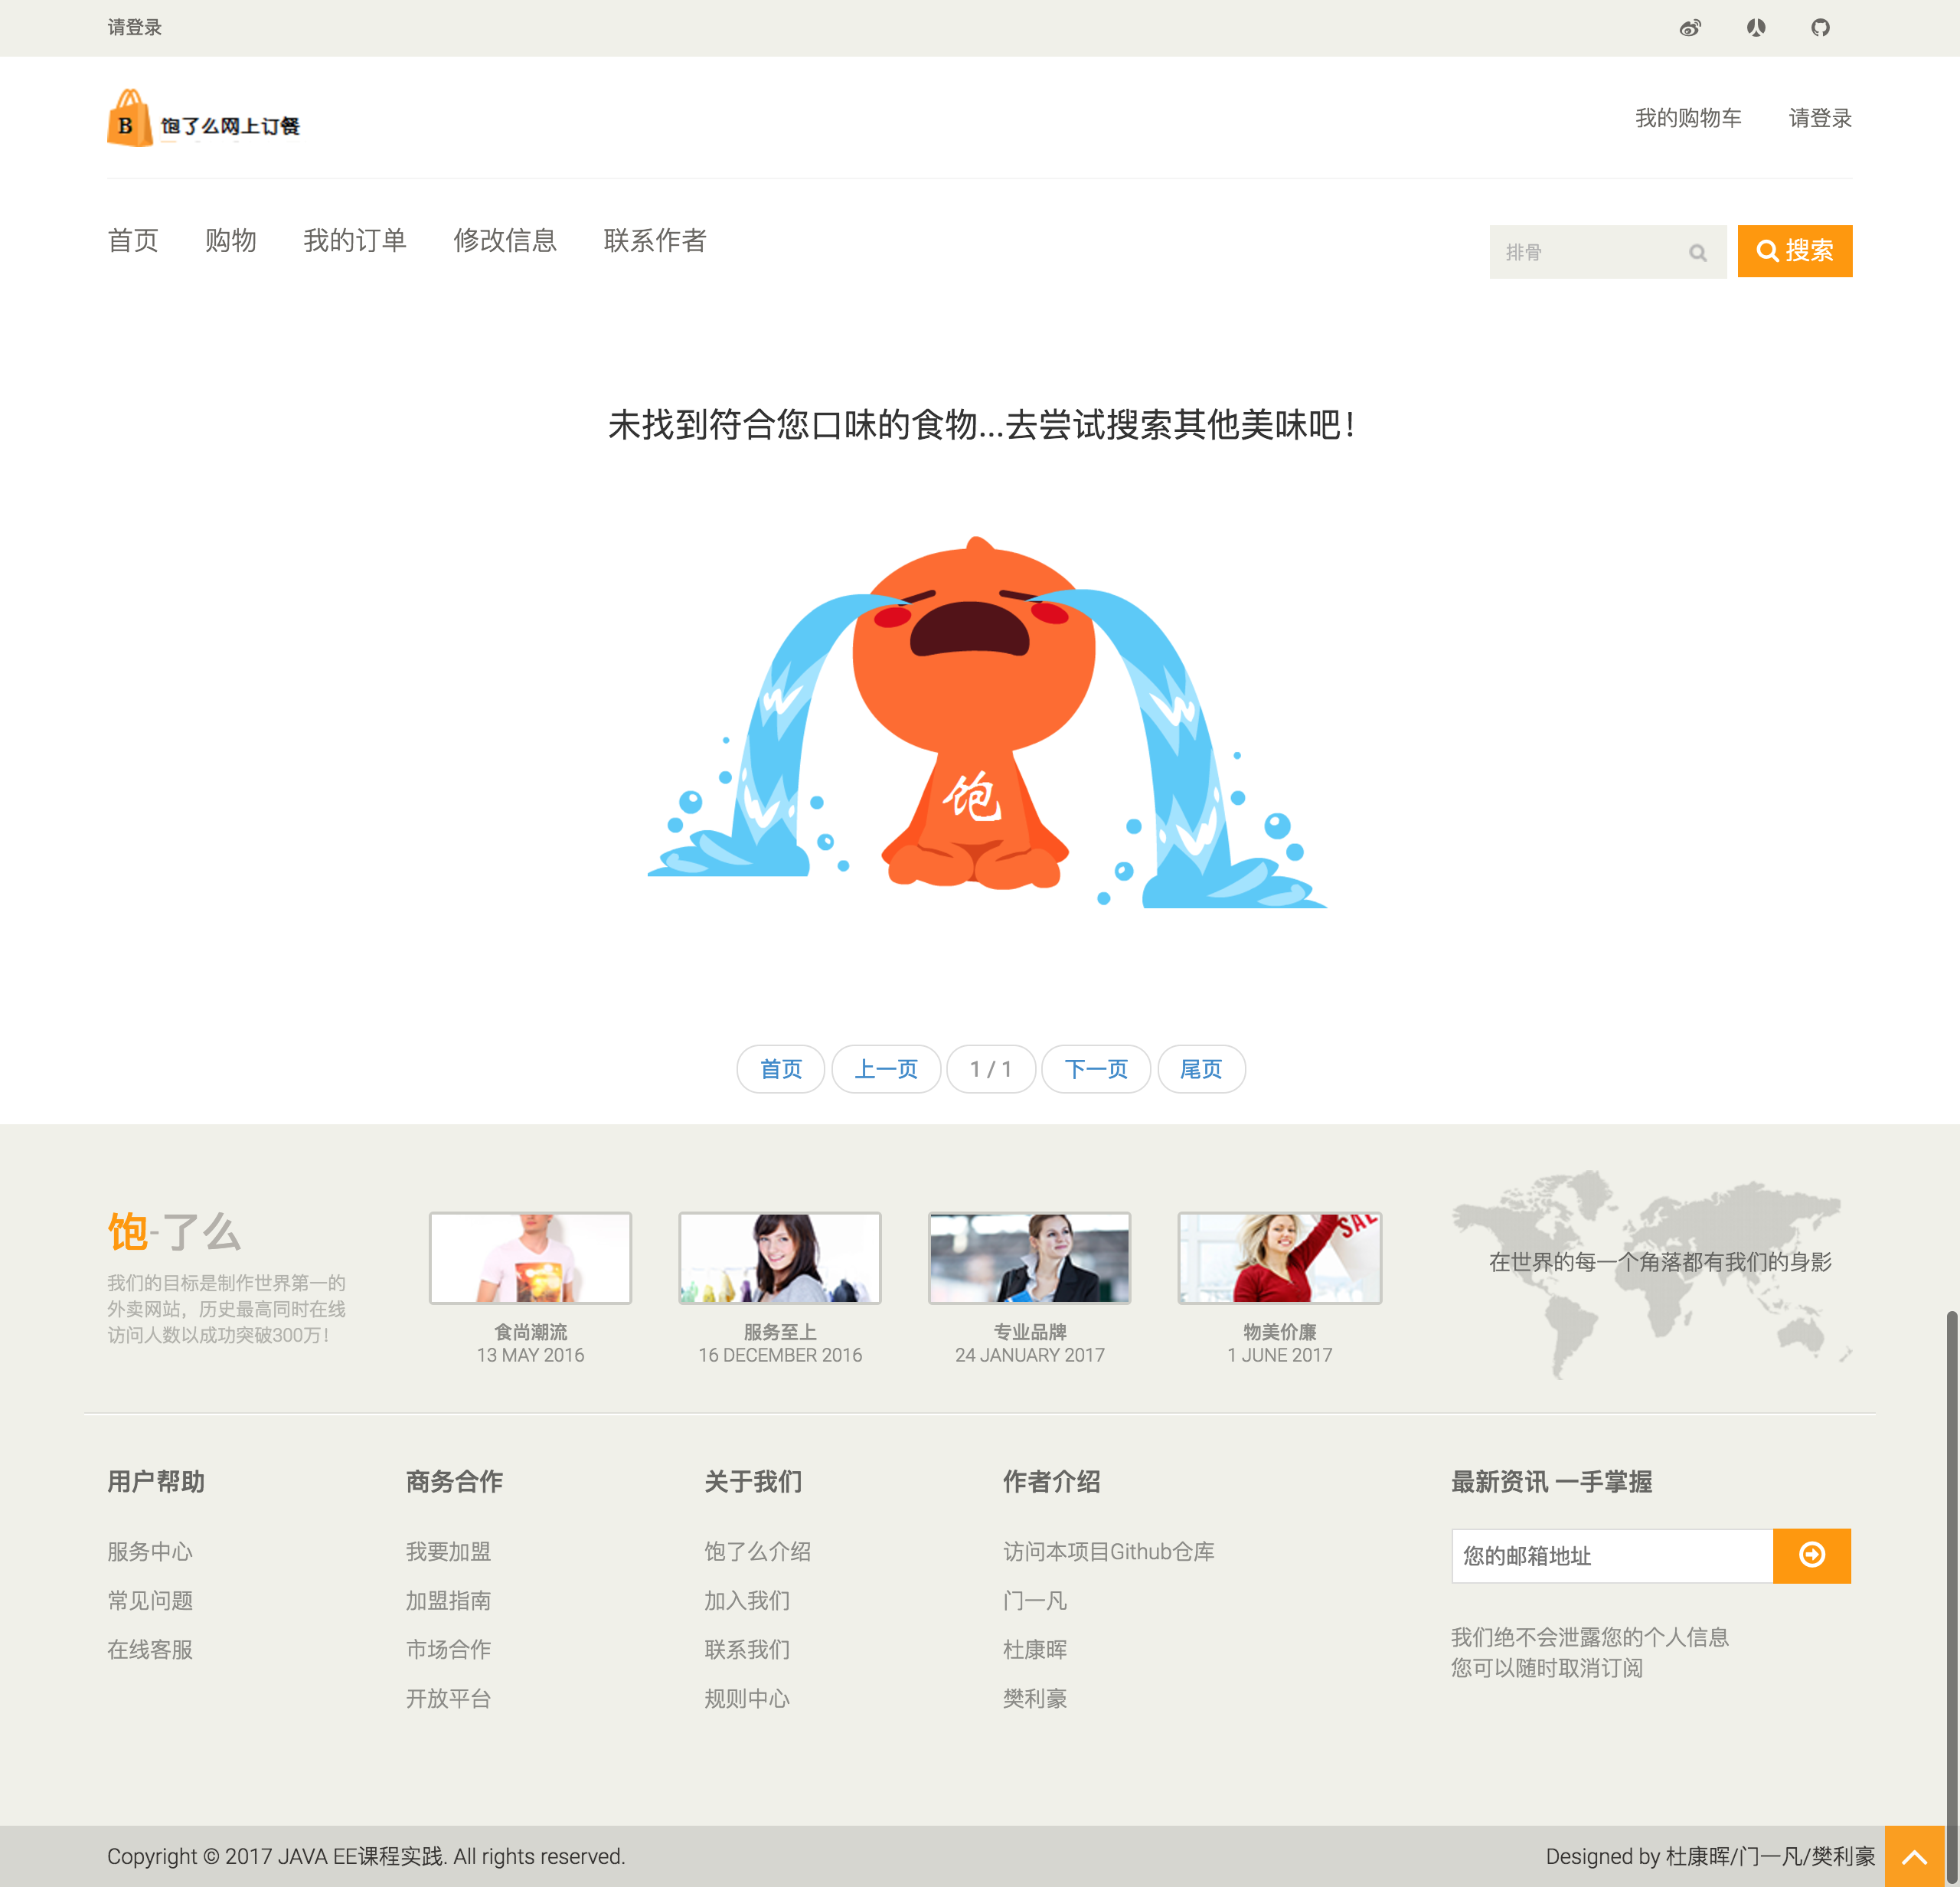 请登录
B 饱了么网上订餐
我的购物车 请登录
首页 购物 我的订单 修改信息 联系作者
排骨
搜索
未找到符合您口味的食物...去尝试搜索其他美味吧！
饱
首页 上一页 1 / 1 下一页 尾页
饱-了么
我们的目标是制作世界第一的
外卖网站，历史最高同时在线
访问人数以成功突破300万！
食尚潮流
13 MAY 2016
服务至上
16 DECEMBER 2016
专业品牌
24 JANUARY 2017
SALE
物美价廉
1 JUNE 2017
在世界的每一个角落都有我们的身影
用户帮助
服务中心
常见问题
在线客服
商务合作
我要加盟
加盟指南
市场合作
开放平台
关于我们
饱了么介绍
加入我们
联系我们
规则中心
作者介绍
访问本项目Github仓库
门一凡
杜康晖
樊利豪
最新资讯 一手掌握
您的邮箱地址
我们绝不会泄露您的个人信息
您可以随时取消订阅
Copyright © 2017 JAVA EE课程实践. All rights reserved.
Designed by 杜康晖/门一凡/樊利豪